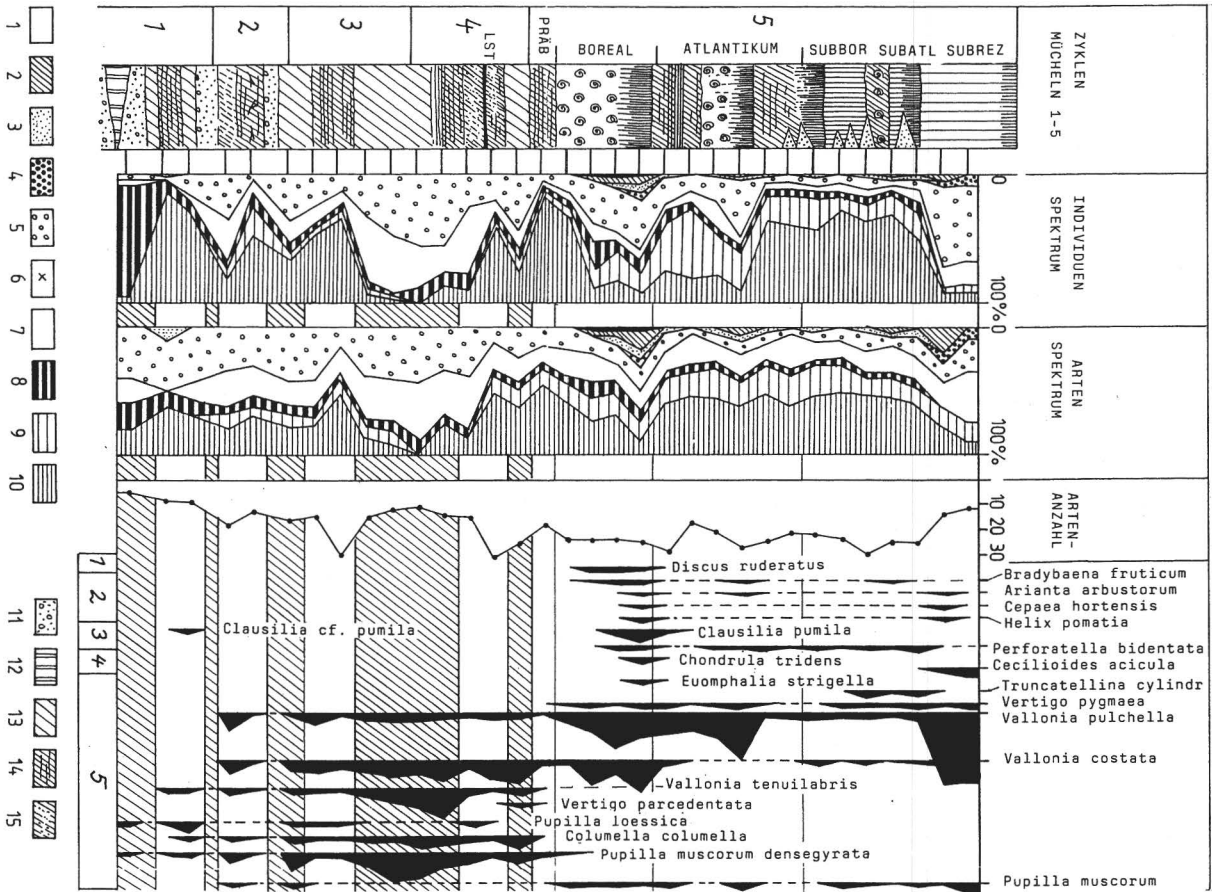 ZYKLEN
MÜCHELN 1-5
1
2
3
4
LST
PRÄB
5
BOREAL
ATLANTIKUM
SUBBOR
SUBATL
SUBREZ
INDIVIDUEN
SPEKTRUM
0
100%
ARTEN
SPEKTRUM
0
100%
ARTEN-
ANZAHL
10
20
30
1
2
3
4
5
Discus ruderatus
Bradybaena fruticum
Arianta arbustorum
Cepaea hortensis
Helix pomatia
Clausilia cf. pumila
Clausilia pumila
Perforatella bidentata
Chondrula tridens
Cecilioides acicula
Euomphalia strigella
Truncatellina cylindr
Vertigo pygmaea
Vallonia pulchella
Vallonia costata
Vallonia tenuilabris
Vertigo parcedentata
Pupilla loessica
Columella columella
Pupilla muscorum densegyrata
Pupilla muscorum
1
2
3
4
5
6
x
7
8
9
10
11
12
13
14
15